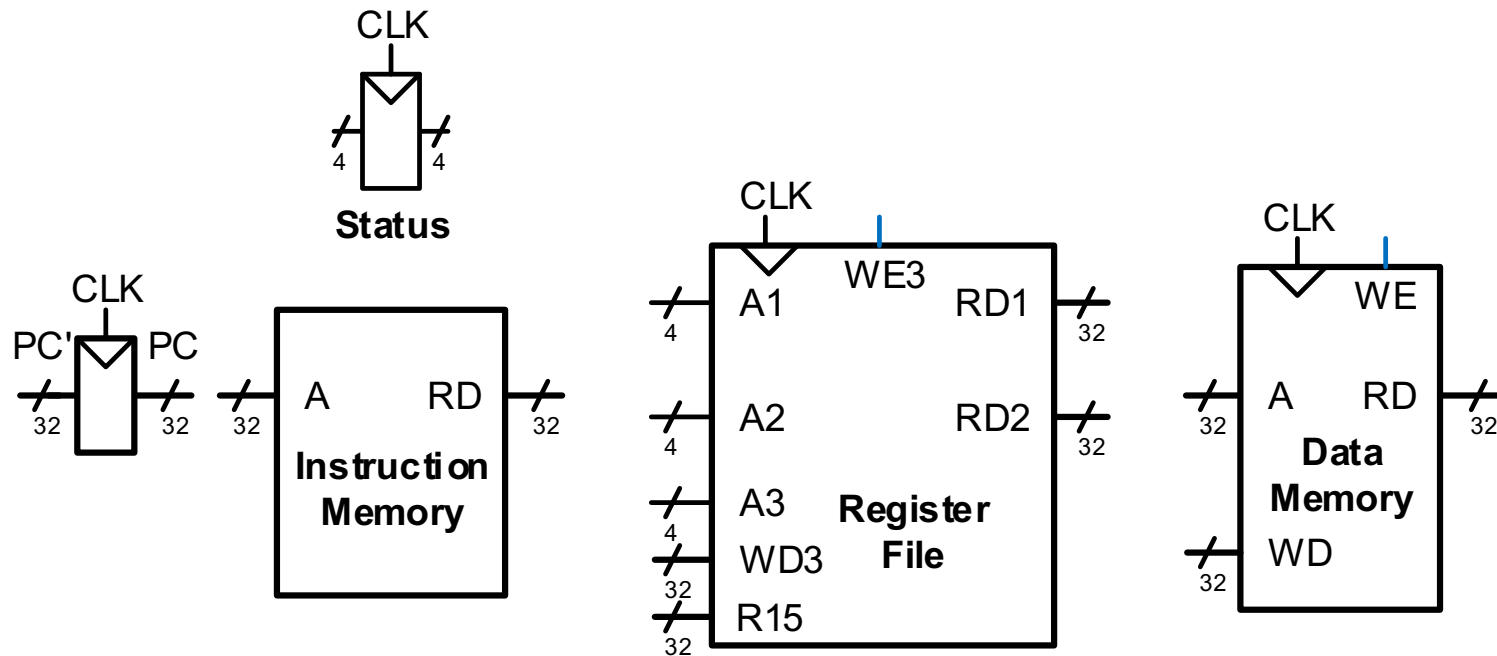 CLK
4
4
Status
CLK
PC'
PC
32
32
32
A
RD
32
Instruction
Memory
CLK
WE3
A1
4
RD1
32
A2
4
RD2
32
A3
4
WD3
32
R15
32
Register
File
CLK
WE
A
32
RD
32
Data
Memory
WD
32